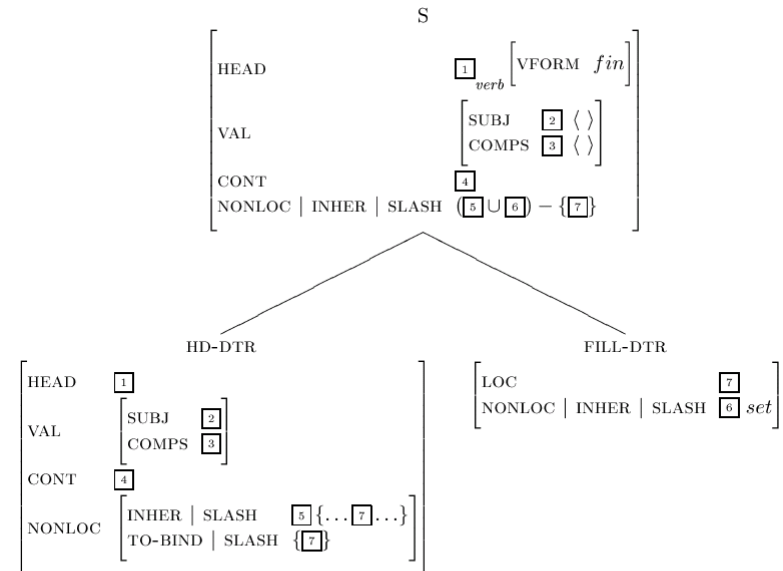 S
HEAD 1 verb [VFORM fin]
VAL [SUBJ 2 ⟨ ⟩
COMPS 3 ⟨ ⟩]
CONT 4
NONLOC | INHER | SLASH (5 ∪ 6) − {7}
HD-DTR FILL-DTR
HEAD 1
VAL [SUBJ 2
COMPS 3]
CONT 4
NONLOC [INHER | SLASH 5 {...7...}
TO-BIND | SLASH {7}]
LOC 7
NONLOC | INHER | SLASH 6 set